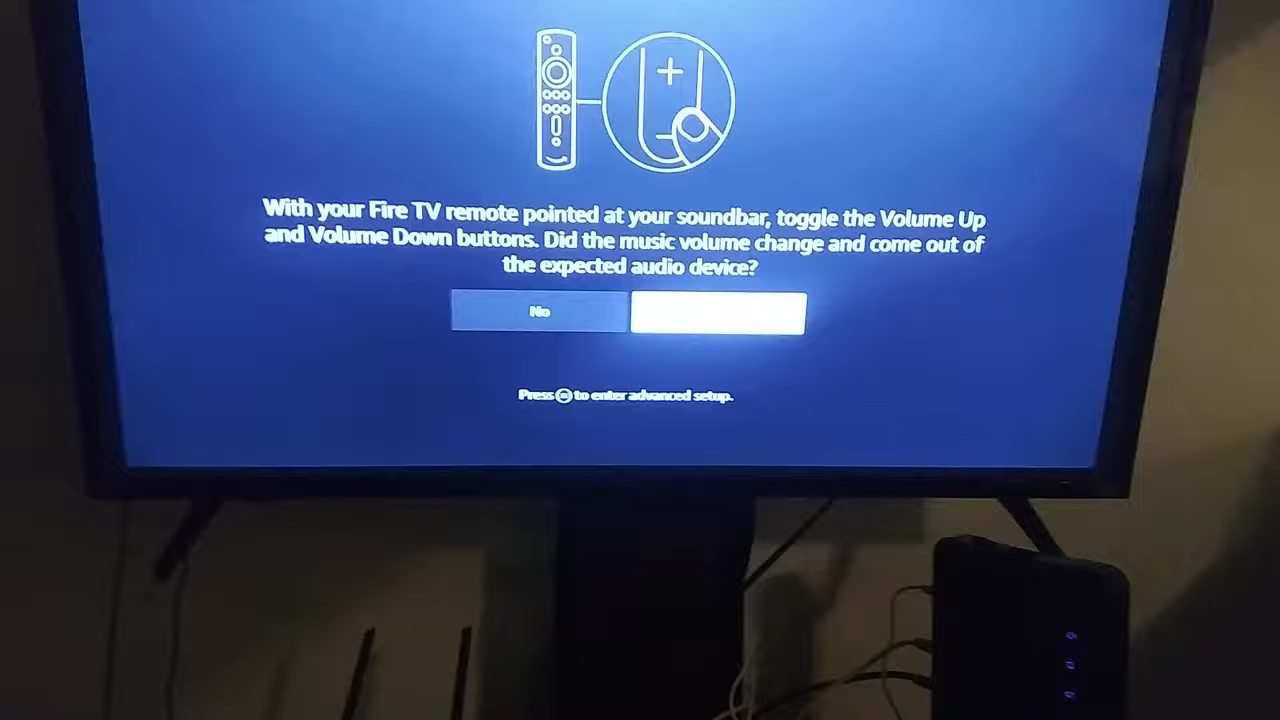 With your Fire TV remote pointed at your soundbar, toggle the Volume Up
and Volume Down buttons. Did the music volume change and come out of
the expected audio device?
No
Press to enter advanced setup.